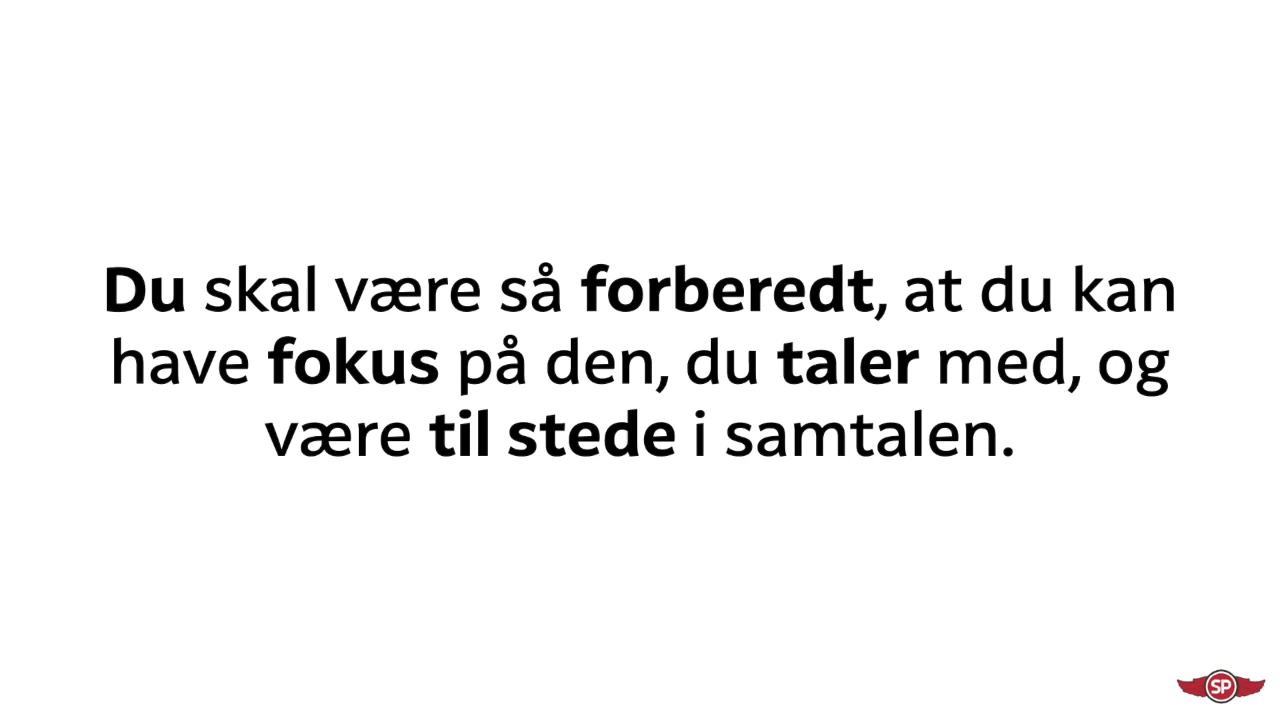 Du skal være så forberedt, at du kan
have fokus på den, du taler med, og
være til stede i samtalen.
SP